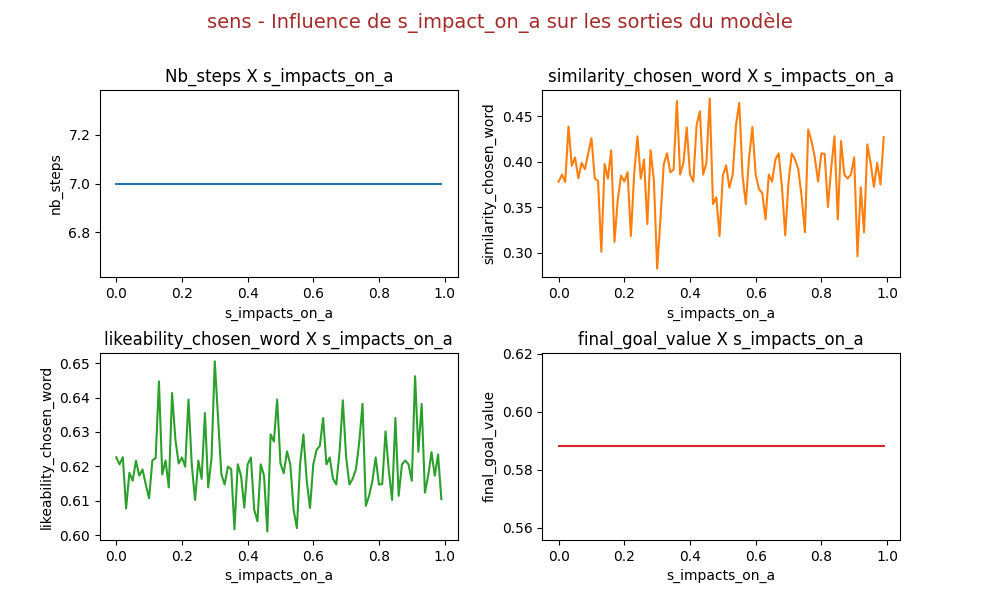 sens - Influence de s_impact_on_a sur les sorties du modèle
Nb_steps X s_impacts_on_a
nb_steps
7.2
7.0
6.8
0.0 0.2 0.4 0.6 0.8 1.0
s_impacts_on_a
similarity_chosen_word X s_impacts_on_a
similarity_chosen_word
0.45
0.40
0.35
0.30
0.0 0.2 0.4 0.6 0.8 1.0
s_impacts_on_a
likeability_chosen_word X s_impacts_on_a
likeability_chosen_word
0.65
0.64
0.63
0.62
0.61
0.60
0.0 0.2 0.4 0.6 0.8 1.0
s_impacts_on_a
final_goal_value X s_impacts_on_a
final_goal_value
0.62
0.60
0.58
0.56
0.0 0.2 0.4 0.6 0.8 1.0
s_impacts_on_a